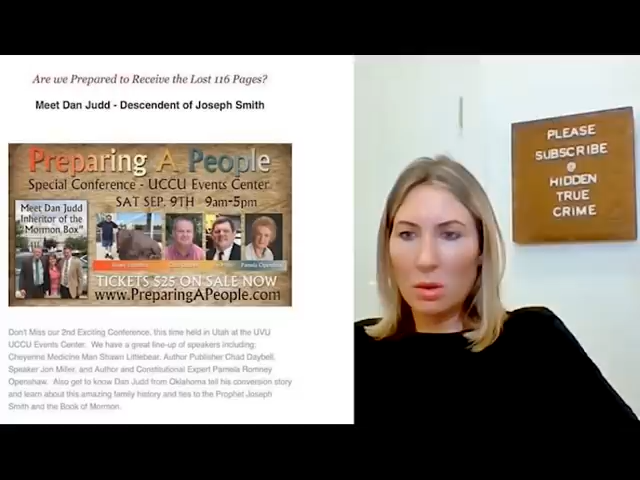 Are we Prepared to Receive the Lost 116 Pages?
Meet Dan Judd - Descendent of Joseph Smith
Preparing A People
Special Conference - UCCU Events Center
SAT SEP. 9TH 9am-5pm
Meet Dan Judd
Inheritor of the
"Mormon Box"
Pamela Openshaw
TICKETS $25 ON SALE NOW
www.PreparingAPeople.com
Don't Miss our 2nd Exciting Conference, this time held in Utah at the UVU
UCCU Events Center. We have a great line-up of speakers including:
Cheyenne Medicine Man Shawn Littlebear, Author Publisher Chad Daybell,
Speaker Jon Miller, and Author and Constitutional Expert Pamela Romney
Openshaw. Also get to know Dan Judd from Oklahoma tell his conversion story
and learn about this amazing family history and ties to the Prophet Joseph
Smith and the Book of Mormon.
PLEASE
SUBSCRIBE
@
HIDDEN
TRUE
CRIME